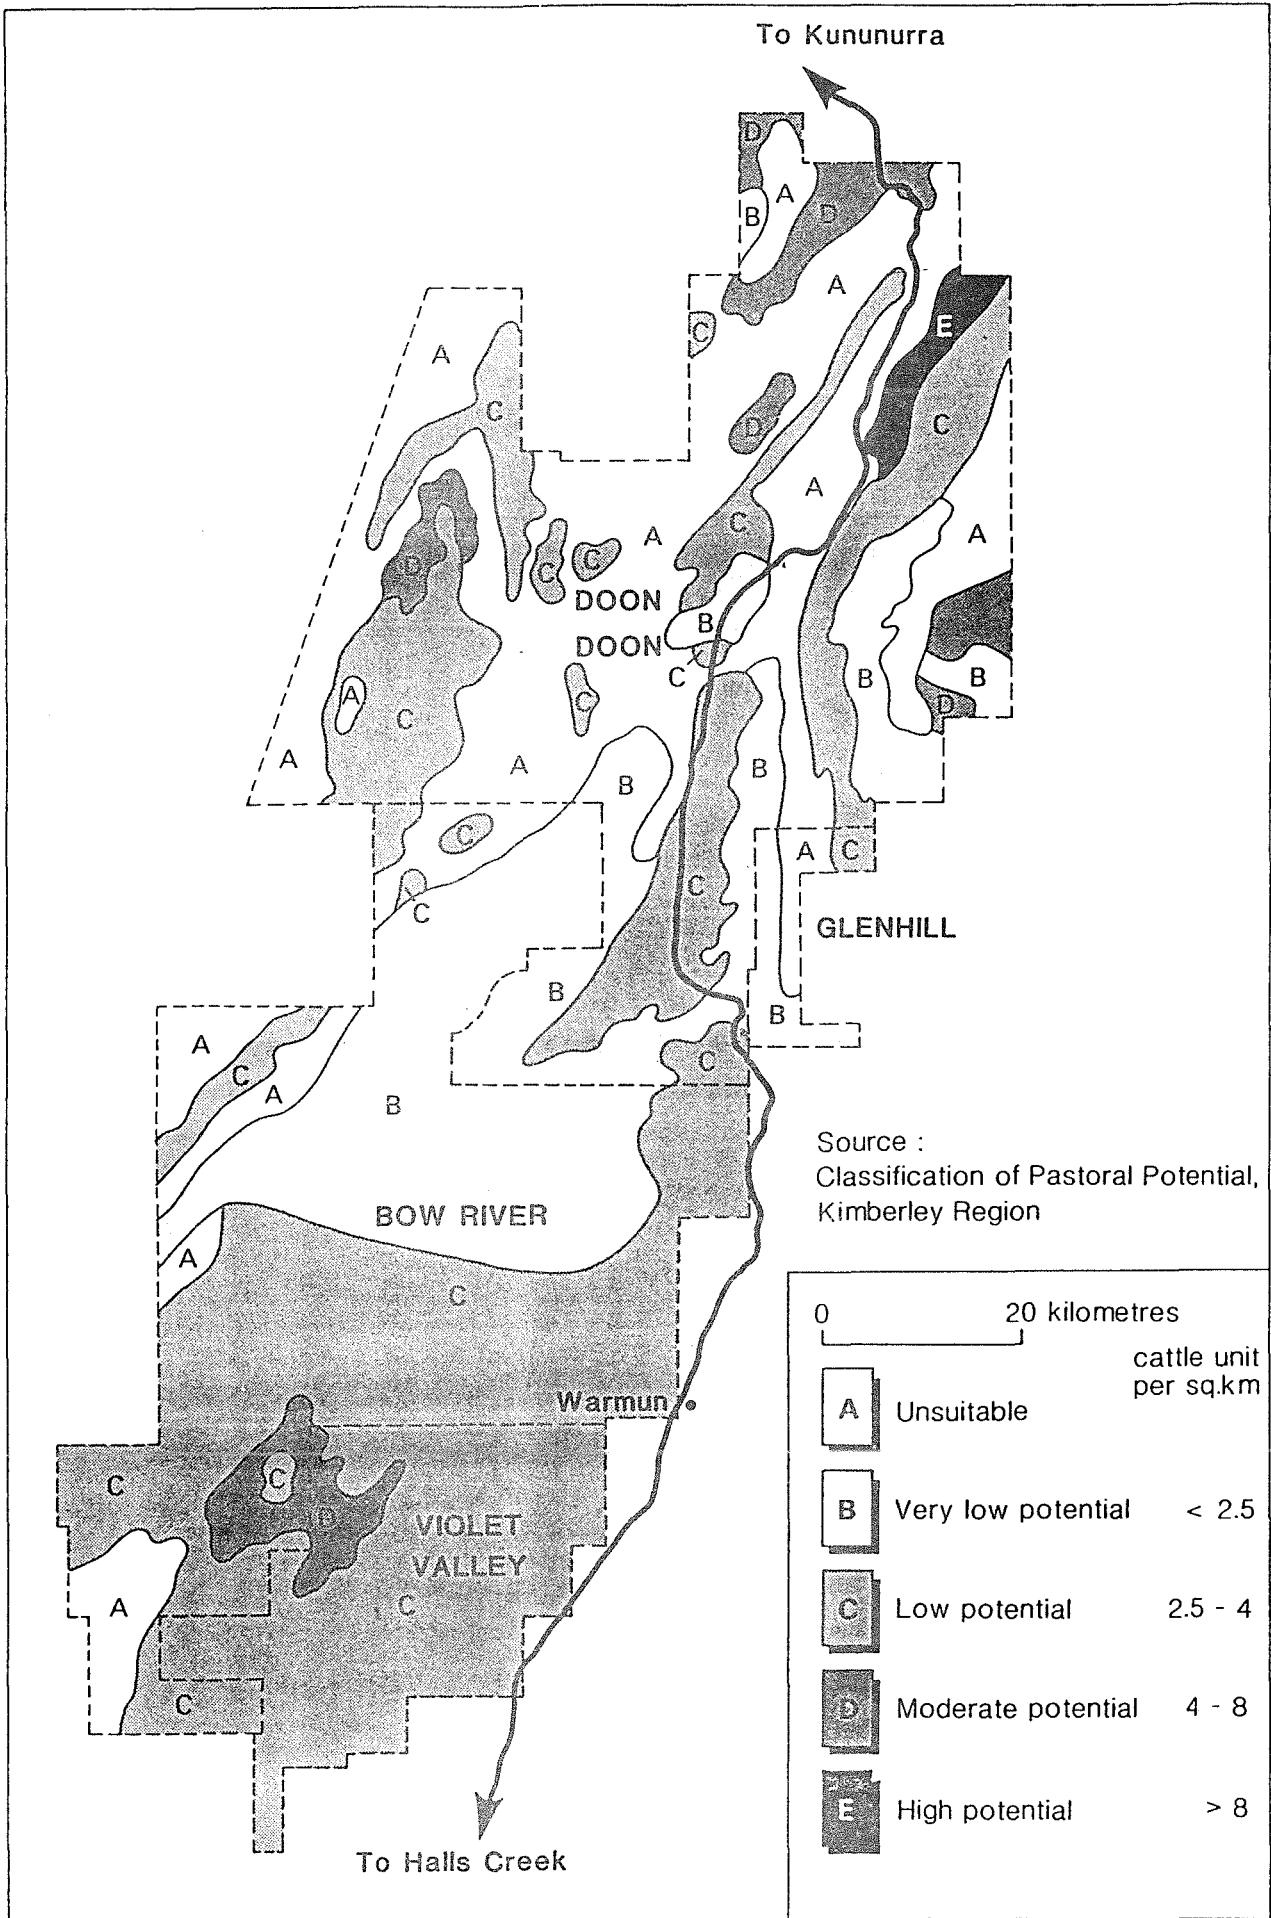 To Kununurra
D
A
B
D
A
E
C
A
C
C
D
A
C
A
A
D
C
C
C
DOON
DOON
B
C
A
B
B
D
A
C
C
A
A
B
B
C
A
C
C
C
GLENHILL
B
B
A
C
A
C
B
BOW RIVER
A
C
Source :
Classification of Pastoral Potential,
Kimberley Region
Warmun
C
C
D
VIOLET
VALLEY
C
A
C
To Halls Creek
0 20 kilometres
cattle unit
per sq.km
A Unsuitable
B Very low potential < 2.5
C Low potential 2.5 - 4
D Moderate potential 4 - 8
E High potential > 8